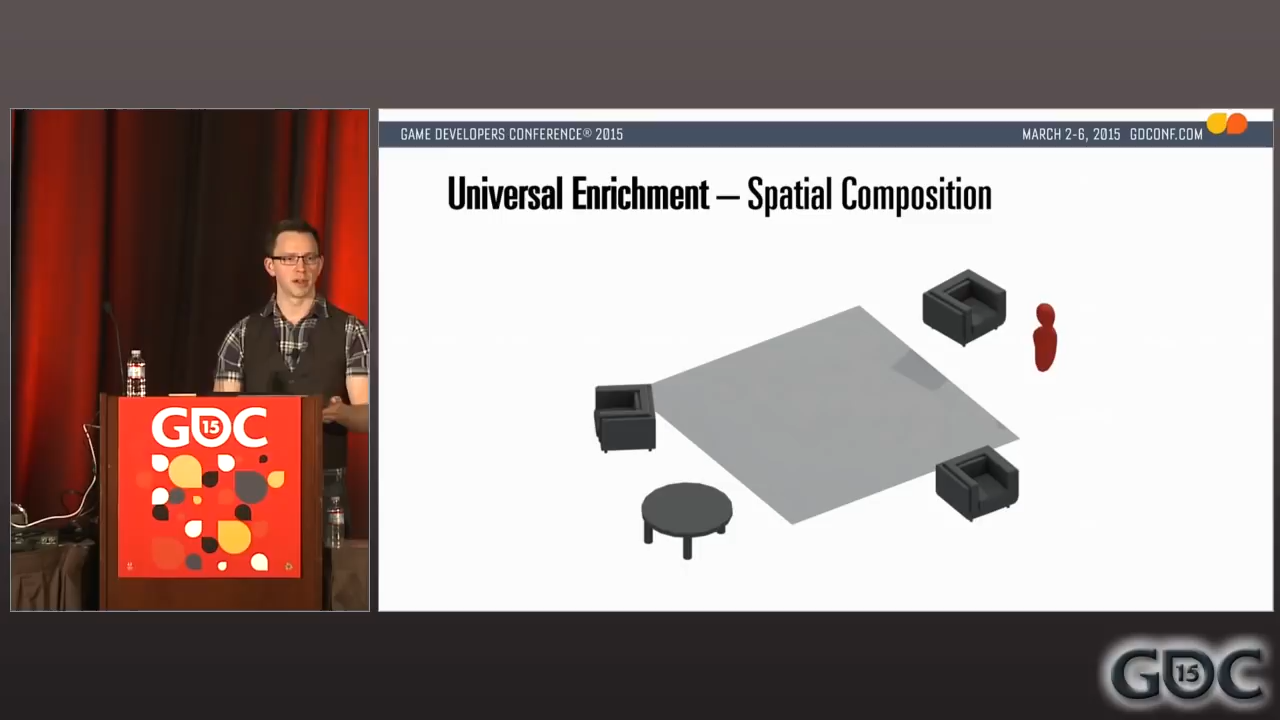 GAME DEVELOPERS CONFERENCE® 2015
MARCH 2-6, 2015 GDCONF.COM
Universal Enrichment – Spatial Composition
GDC
15
GDC
15